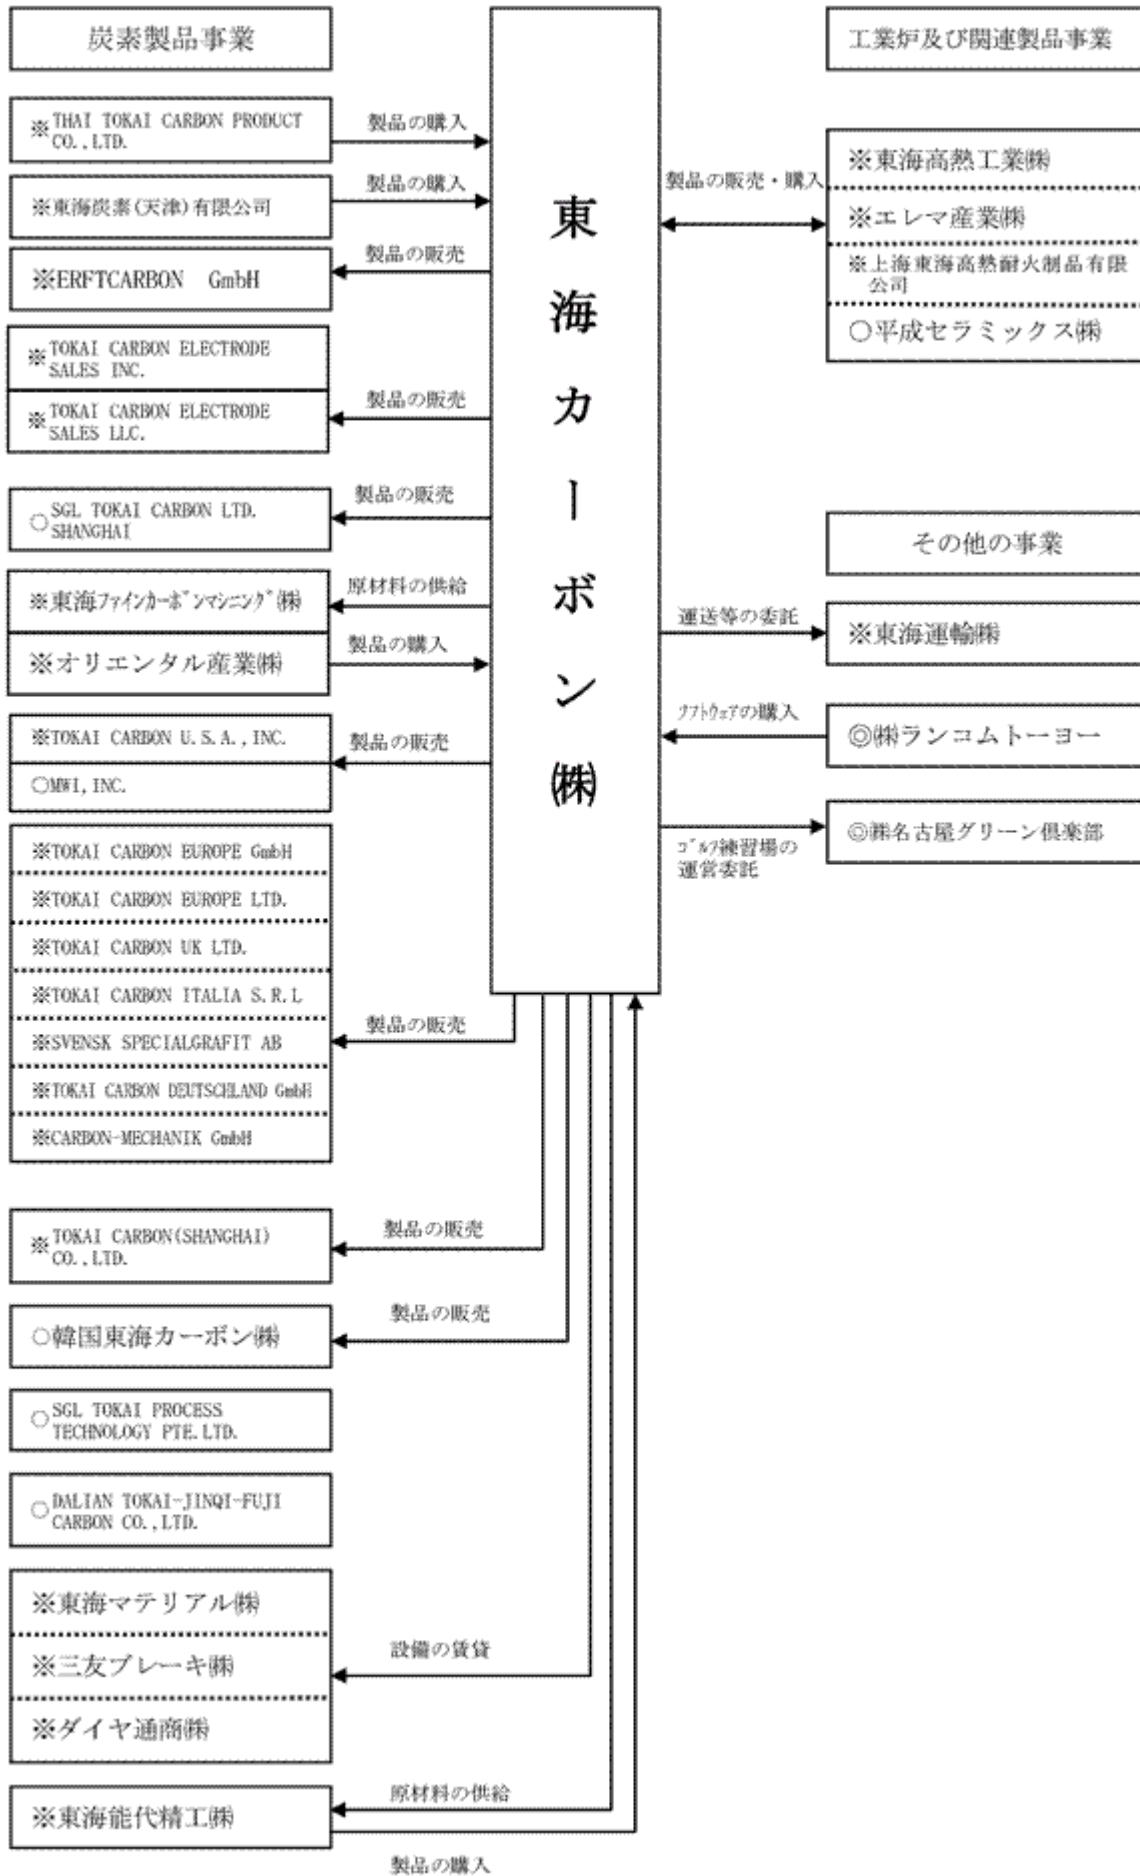 炭素製品事業
※THAI TOKAI CARBON PRODUCT
CO.,LTD.
製品の購入
※東海炭素(天津)有限公司
製品の購入
※ERFTCARBON GmbH
製品の販売
※TOKAI CARBON ELECTRODE
SALES INC.
※TOKAI CARBON ELECTRODE
SALES LLC.
製品の販売
○SGL TOKAI CARBON LTD.
SHANGHAI
製品の販売
※東海ファインカーボンマシニング㈱
原材料の供給
※オリエンタル産業㈱
製品の購入
※TOKAI CARBON U.S.A.,INC.
○MWI,INC.
製品の販売
※TOKAI CARBON EUROPE GmbH
※TOKAI CARBON EUROPE LTD.
※TOKAI CARBON UK LTD.
※TOKAI CARBON ITALIA S.R.L
※SVENSK SPECIALGRAFIT AB
※TOKAI CARBON DEUTSCHLAND GmbH
※CARBON-MECHANIK GmbH
製品の販売
※TOKAI CARBON(SHANGHAI)
CO.,LTD.
製品の販売
○韓国東海カーボン㈱
製品の販売
○SGL TOKAI PROCESS
TECHNOLOGY PTE.LTD.
○DALIAN TOKAI-JINQI-FUJI
CARBON CO.,LTD.
※東海マテリアル㈱
※三友ブレーキ㈱
※ダイヤ通商㈱
設備の賃貸
※東海能代精工㈱
原材料の供給
製品の購入
東海カーボン㈱
工業炉及び関連製品事業
製品の販売・購入
※東海高熱工業㈱
※エレマ産業㈱
※上海東海高熱耐火制品有限
公司
○平成セラミックス㈱
その他の事業
運送等の委託
※東海運輸㈱
ソフトウェアの購入
◎㈱ランコムトーヨー
ゴルフ練習場の
運営委託
◎㈱名古屋グリーン倶楽部